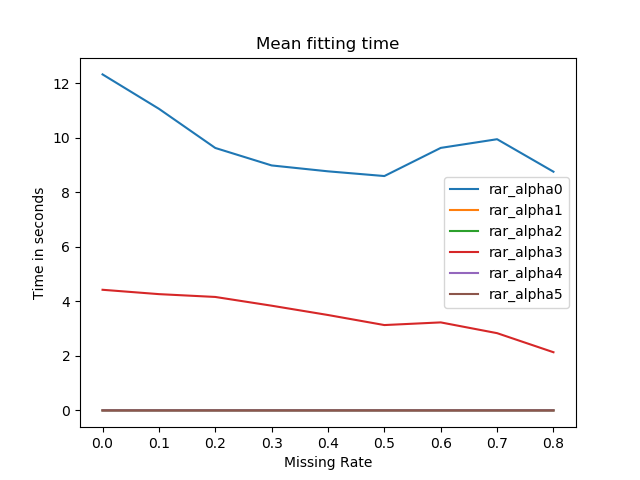 Mean fitting time
Time in seconds
12
10
8
6
4
2
0
rar_alpha0
rar_alpha1
rar_alpha2
rar_alpha3
rar_alpha4
rar_alpha5
0.0 0.1 0.2 0.3 0.4 0.5 0.6 0.7 0.8
Missing Rate